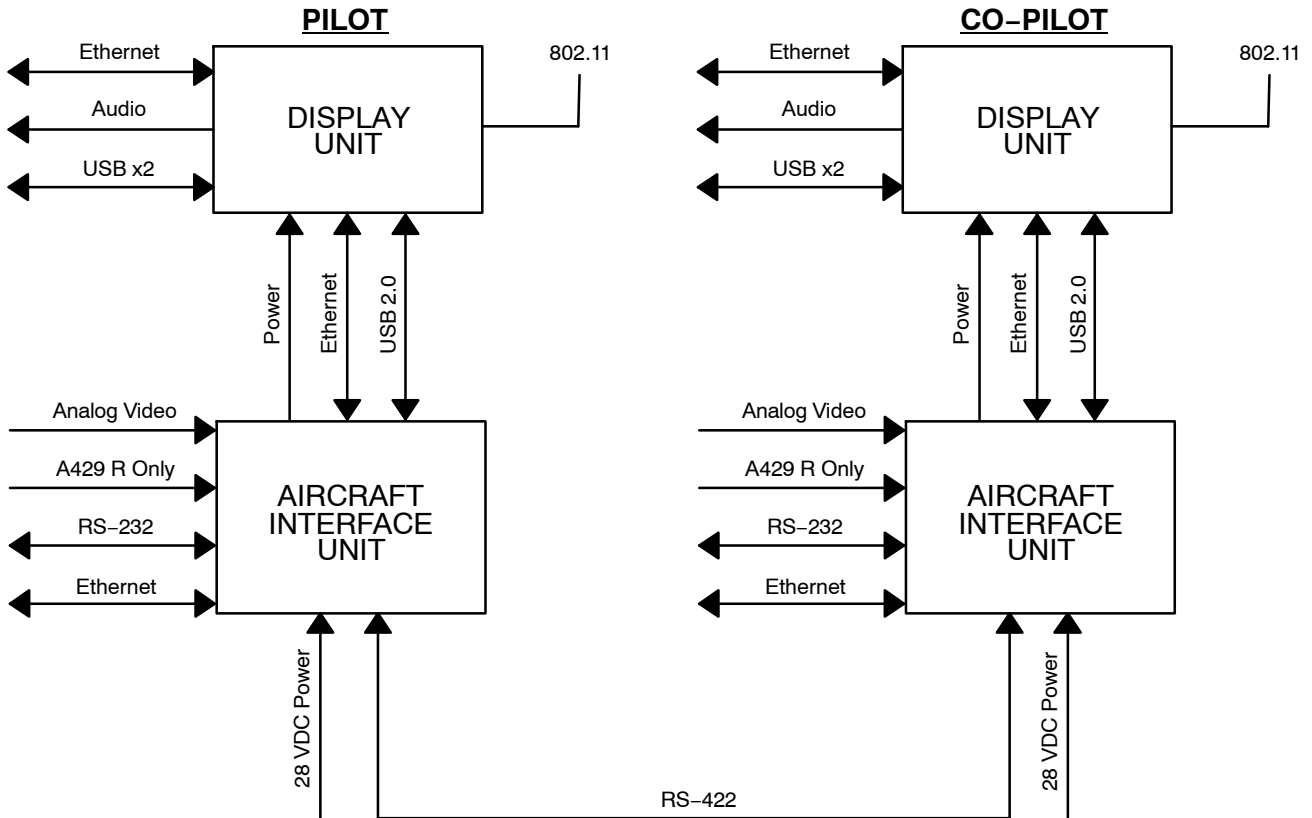 PILOT
CO−PILOT
Ethernet
802.11
Ethernet
802.11
Audio
DISPLAY
UNIT
Audio
DISPLAY
UNIT
USB x2
USB x2
Power
Ethernet
USB 2.0
Power
Ethernet
USB 2.0
Analog Video
Analog Video
A429 R Only
A429 R Only
AIRCRAFT
INTERFACE
UNIT
AIRCRAFT
INTERFACE
UNIT
RS−232
RS−232
Ethernet
Ethernet
28 VDC Power
28 VDC Power
RS−422